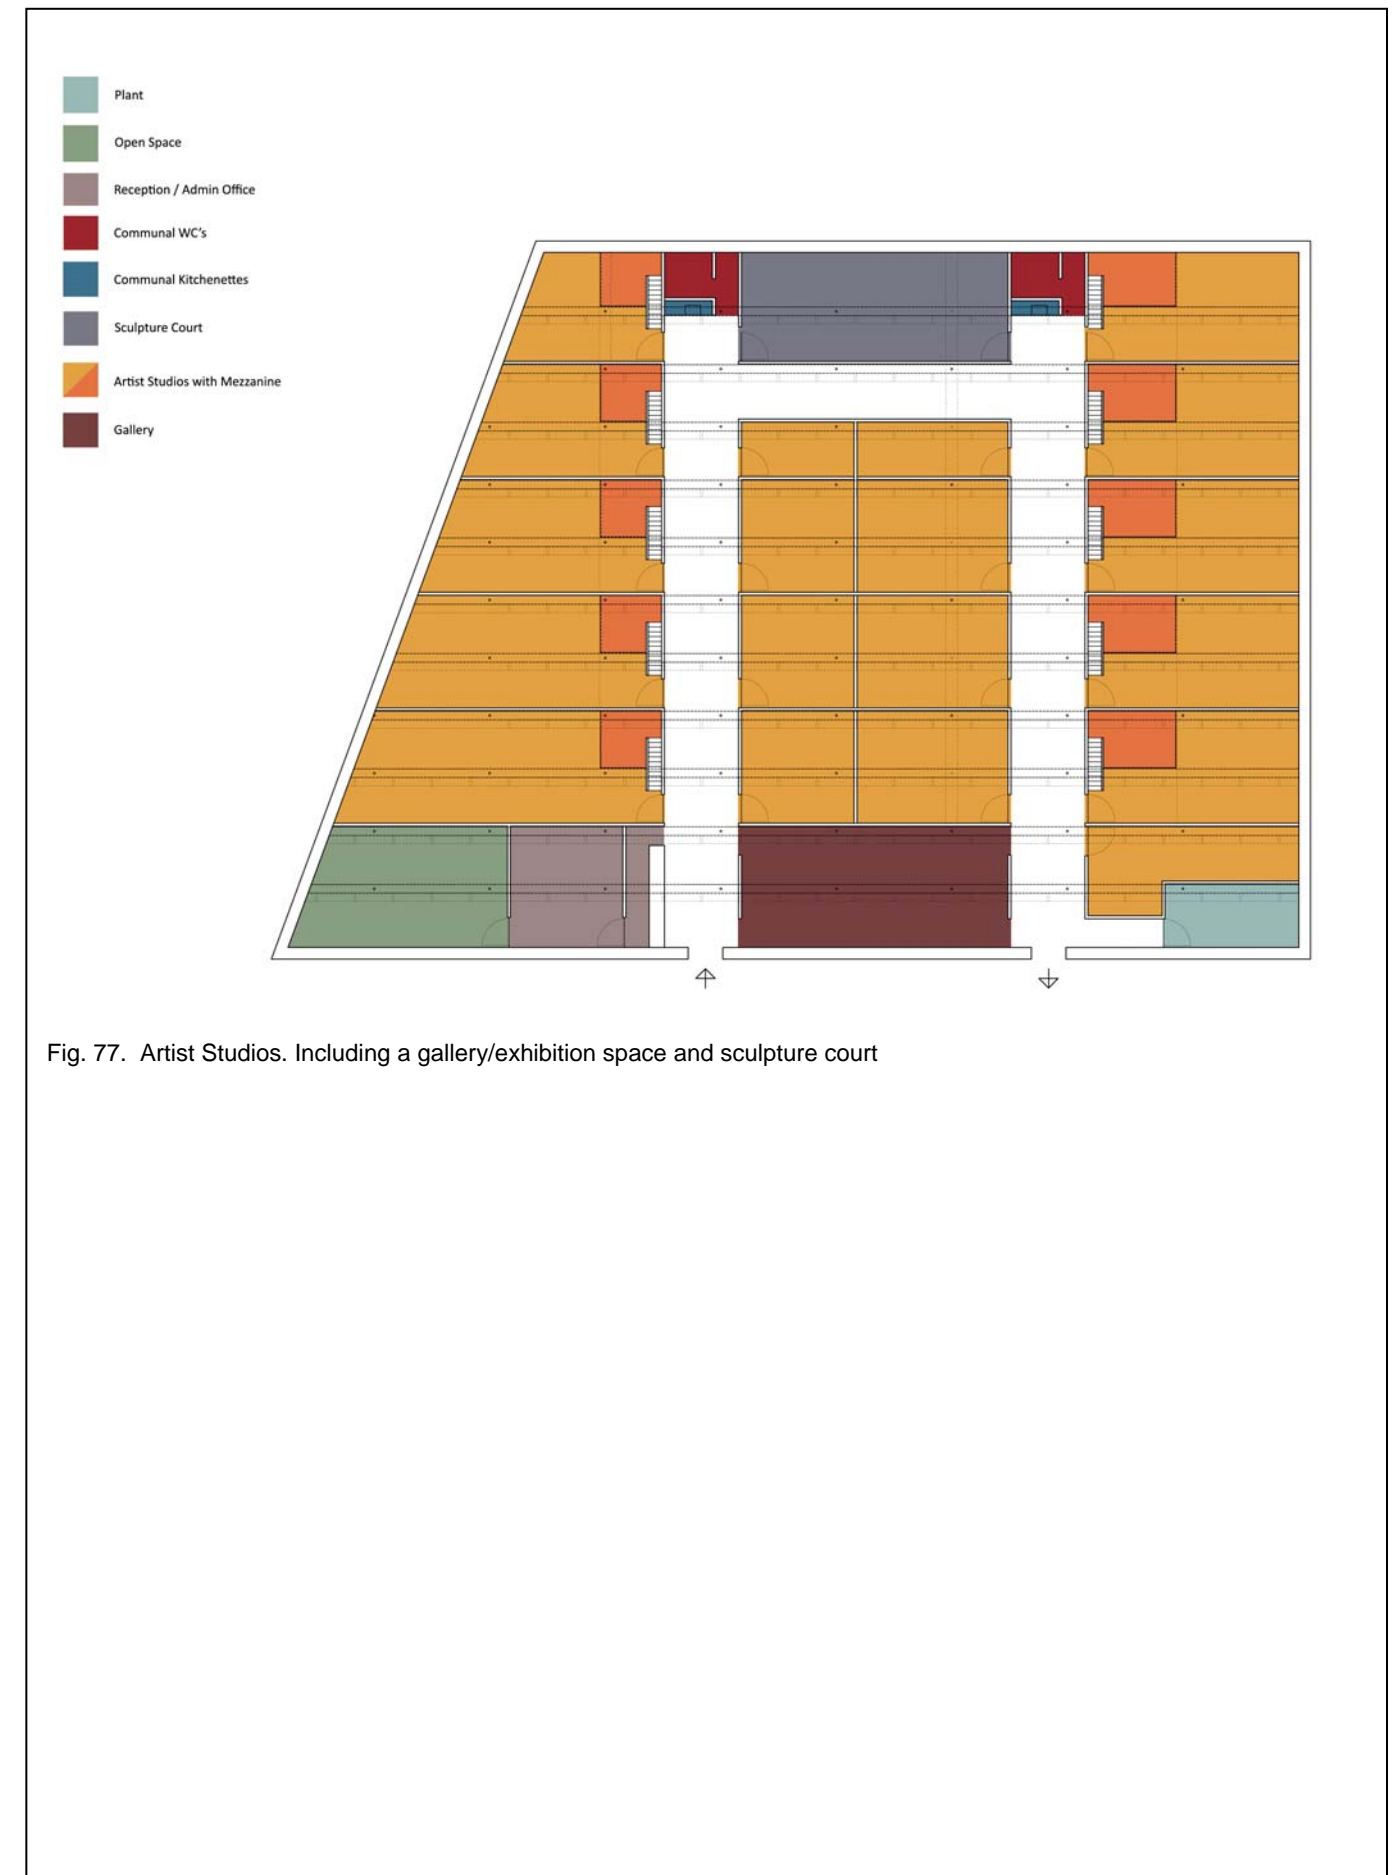 Plant
Open Space
Reception / Admin Office
Communal WC's
Communal Kitchenettes
Sculpture Court
Artist Studios with Mezzanine
Gallery
Fig. 77.  Artist Studios. Including a gallery/exhibition space and sculpture court